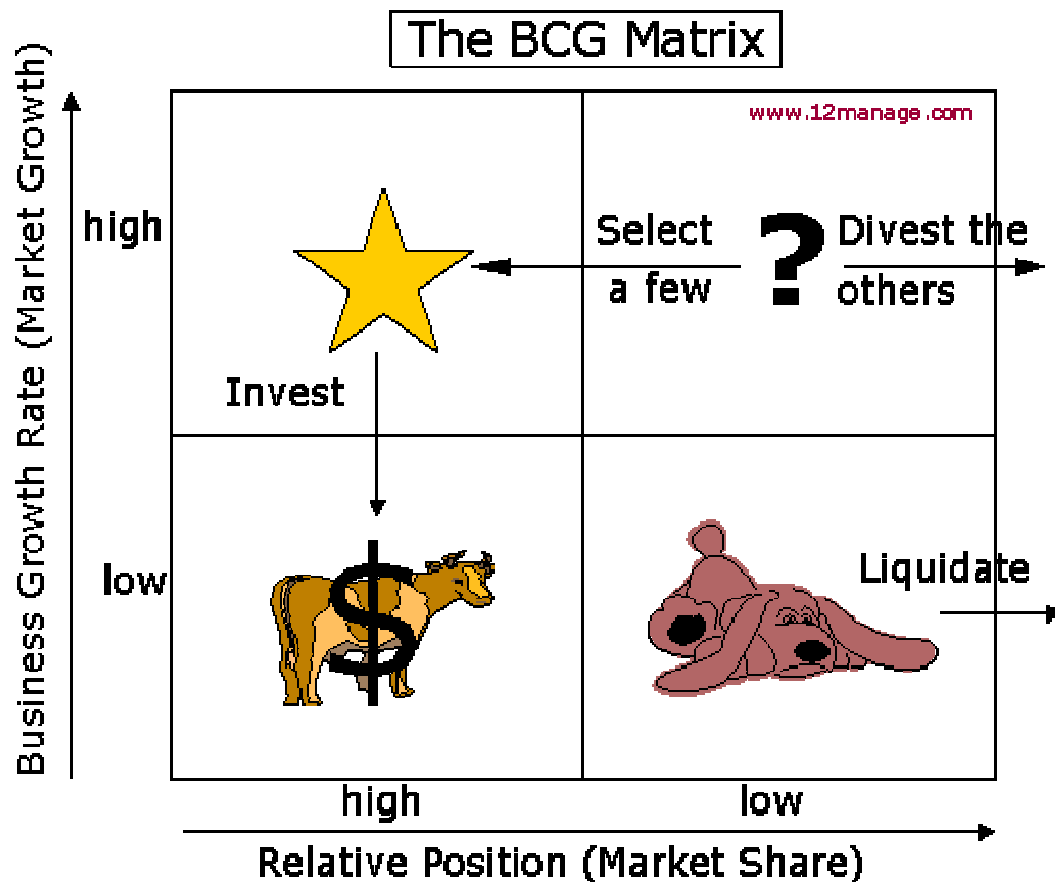 The BCG Matrix
www.12manage.com
Business Growth Rate (Market Growth)
high
Select
a few
?
Divest the
others
Invest
low
$
Liquidate
high
low
Relative Position (Market Share)